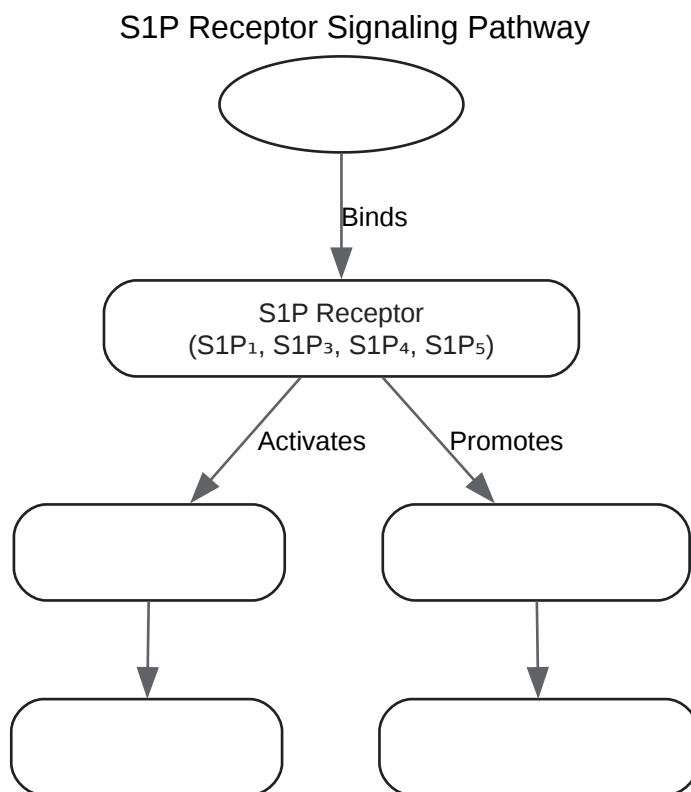 S1P Receptor Signaling Pathway
Binds
S1P Receptor
(S1P₁, S1P₃, S1P₄, S1P₅)
Activates
Promotes